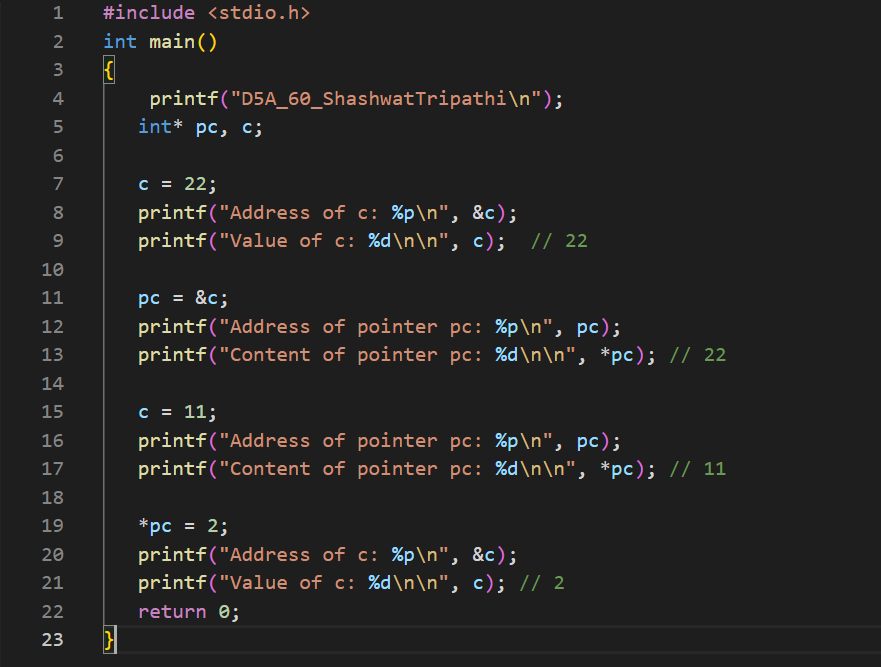 1 #include <stdio.h>
2 int main()
3 {
4 printf("D5A_60_ShashwatTripathi\n");
5 int* pc, c;
6
7 c = 22;
8 printf("Address of c: %p\n", &c);
9 printf("Value of c: %d\n\n", c);  // 22
10
11 pc = &c;
12 printf("Address of pointer pc: %p\n", pc);
13 printf("Content of pointer pc: %d\n\n", *pc); // 22
14
15 c = 11;
16 printf("Address of pointer pc: %p\n", pc);
17 printf("Content of pointer pc: %d\n\n", *pc); // 11
18
19 *pc = 2;
20 printf("Address of c: %p\n", &c);
21 printf("Value of c: %d\n\n", c); // 2
22 return 0;
23 }